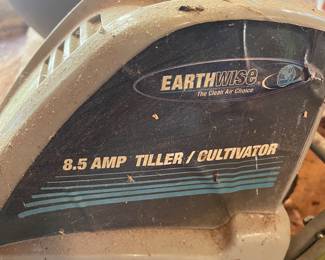 EARTHWISE
The Clean Air Choice
8.5 AMP TILLER/CULTIVATOR